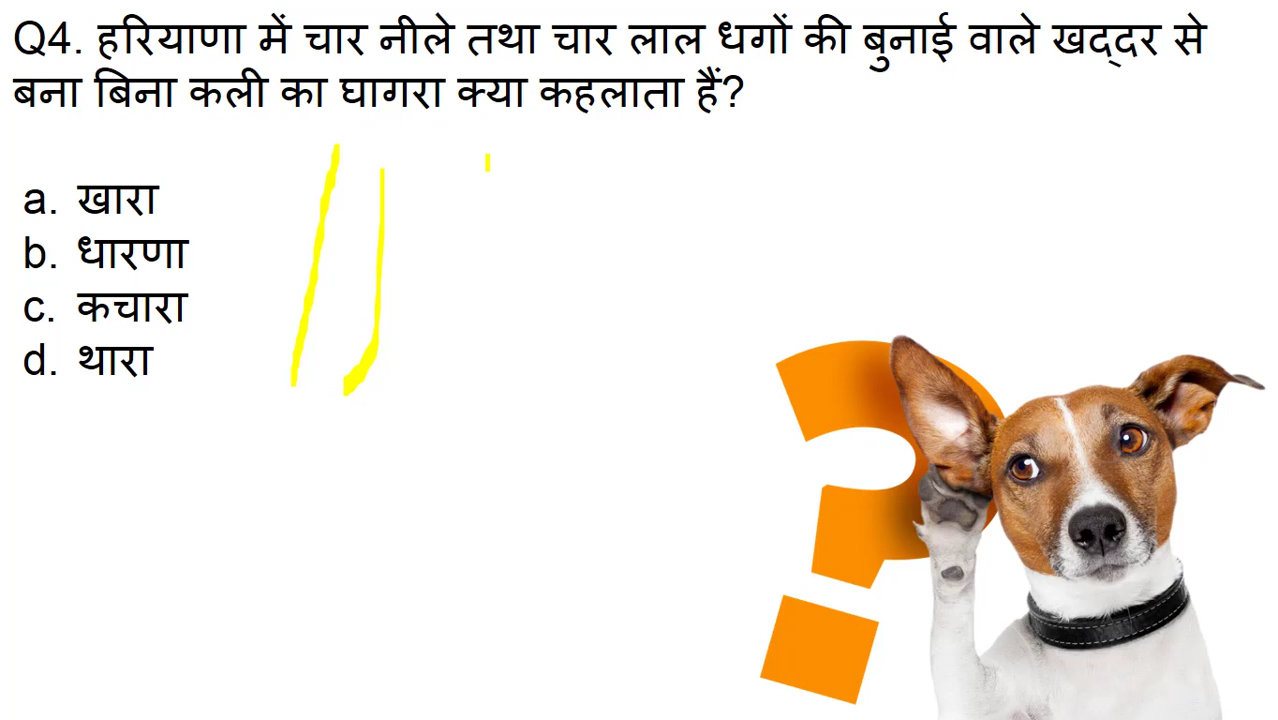 Q4. हरियाणा में चार नीले तथा चार लाल धगों की बुनाई वाले खद्‌दर से
बना बिना कली का घागरा क्या कहलाता हैं?
a. खारा
b. धारणा
c. कचारा
d. थारा